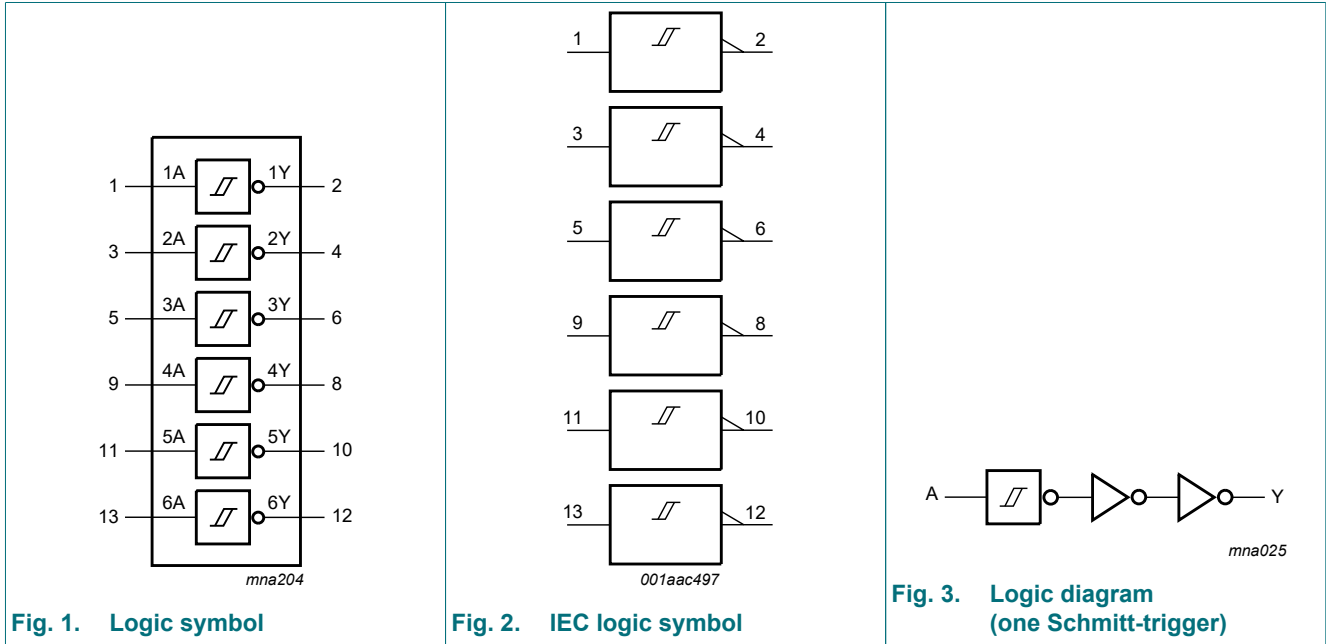 1 1A 1Y 2
3 2A 2Y 4
5 3A 3Y 6
9 4A 4Y 8
11 5A 5Y 10
13 6A 6Y 12
mna204
Fig. 1. Logic symbol
1 2
3 4
5 6
9 8
11 10
13 12
001aac497
Fig. 2. IEC logic symbol
A Y
mna025
Fig. 3. Logic diagram
(one Schmitt-trigger)